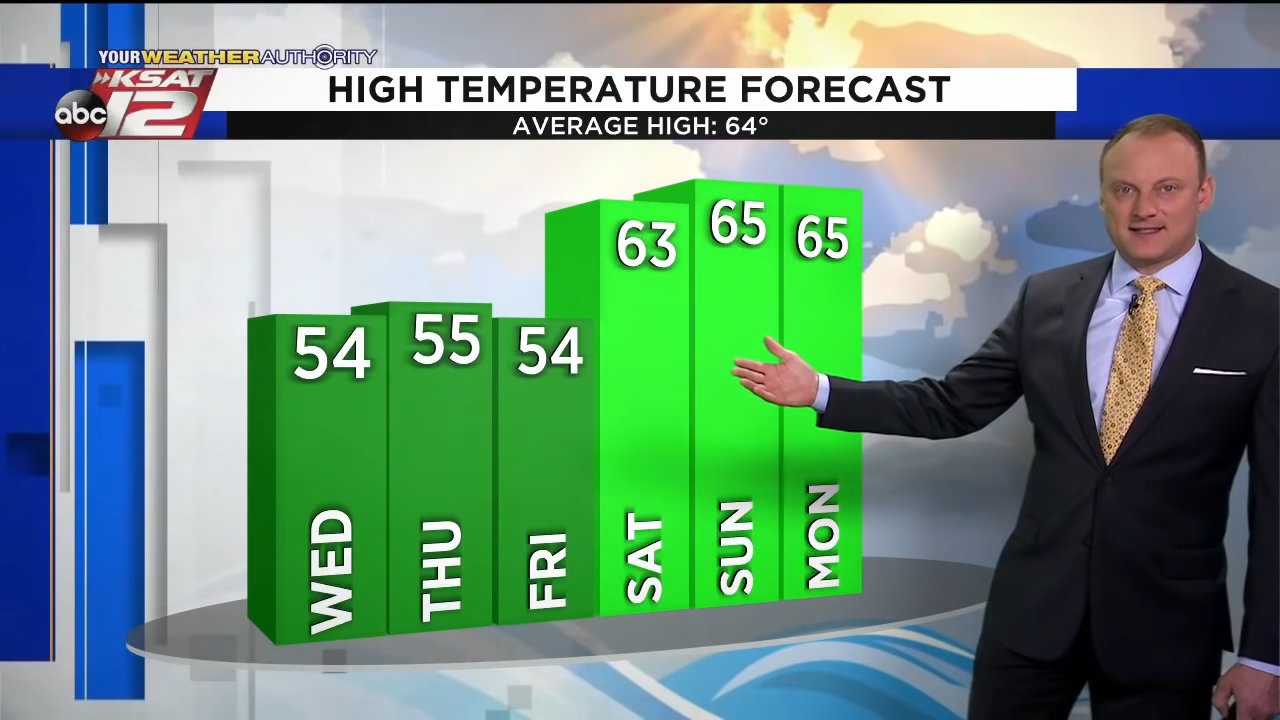 YOURWEATHERAUTHORITY
KSAT
abc 12
HIGH TEMPERATURE FORECAST
AVERAGE HIGH: 64°
54
55
54
63
65
65
WED
THU
FRI
SAT
SUN
MON